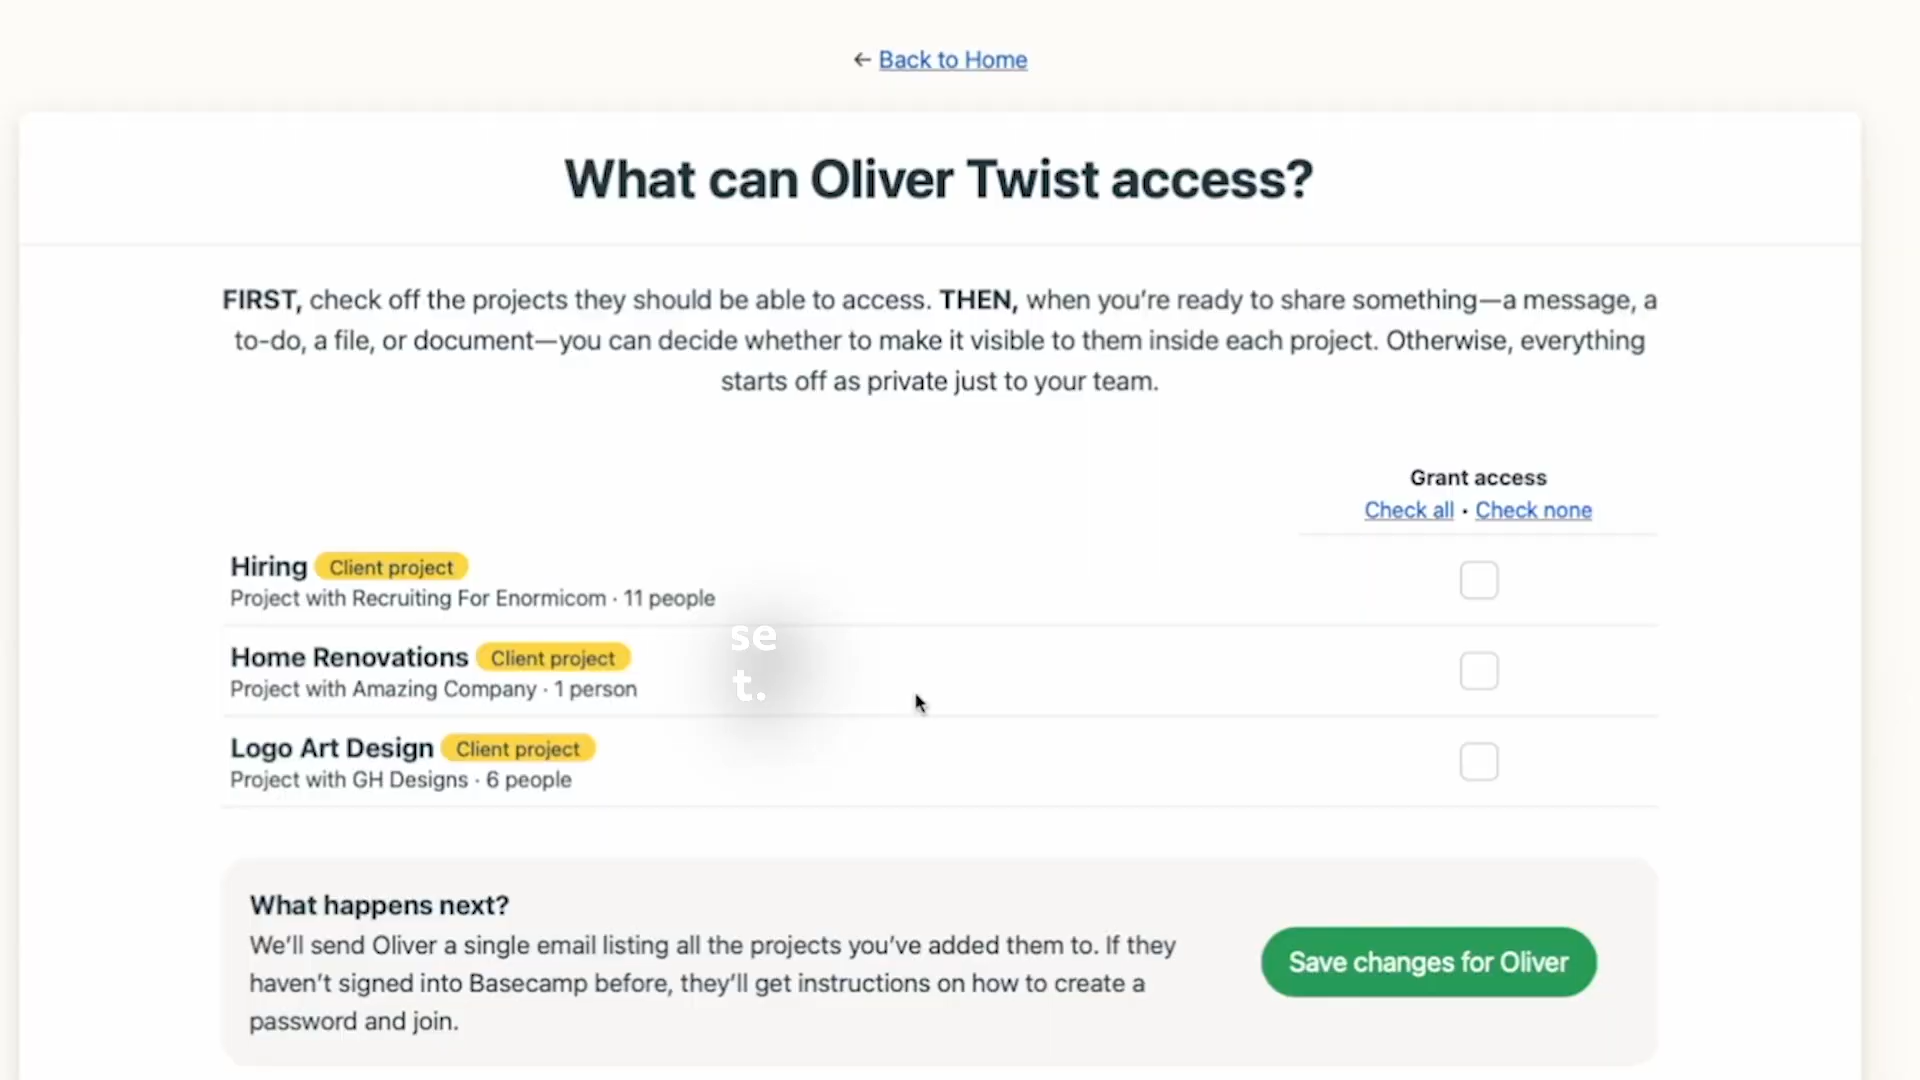 ← Back to Home
What can Oliver Twist access?
FIRST, check off the projects they should be able to access. THEN, when you're ready to share something—a message, a
to-do, a file, or document—you can decide whether to make it visible to them inside each project. Otherwise, everything
starts off as private just to your team.
Grant access
Check all · Check none
Hiring Client project
Project with Recruiting For Enormicom · 11 people
Home Renovations Client project
Project with Amazing Company · 1 person
Logo Art Design Client project
Project with GH Designs · 6 people
se
t.
What happens next?
We'll send Oliver a single email listing all the projects you've added them to. If they
haven't signed into Basecamp before, they'll get instructions on how to create a
password and join.
Save changes for Oliver